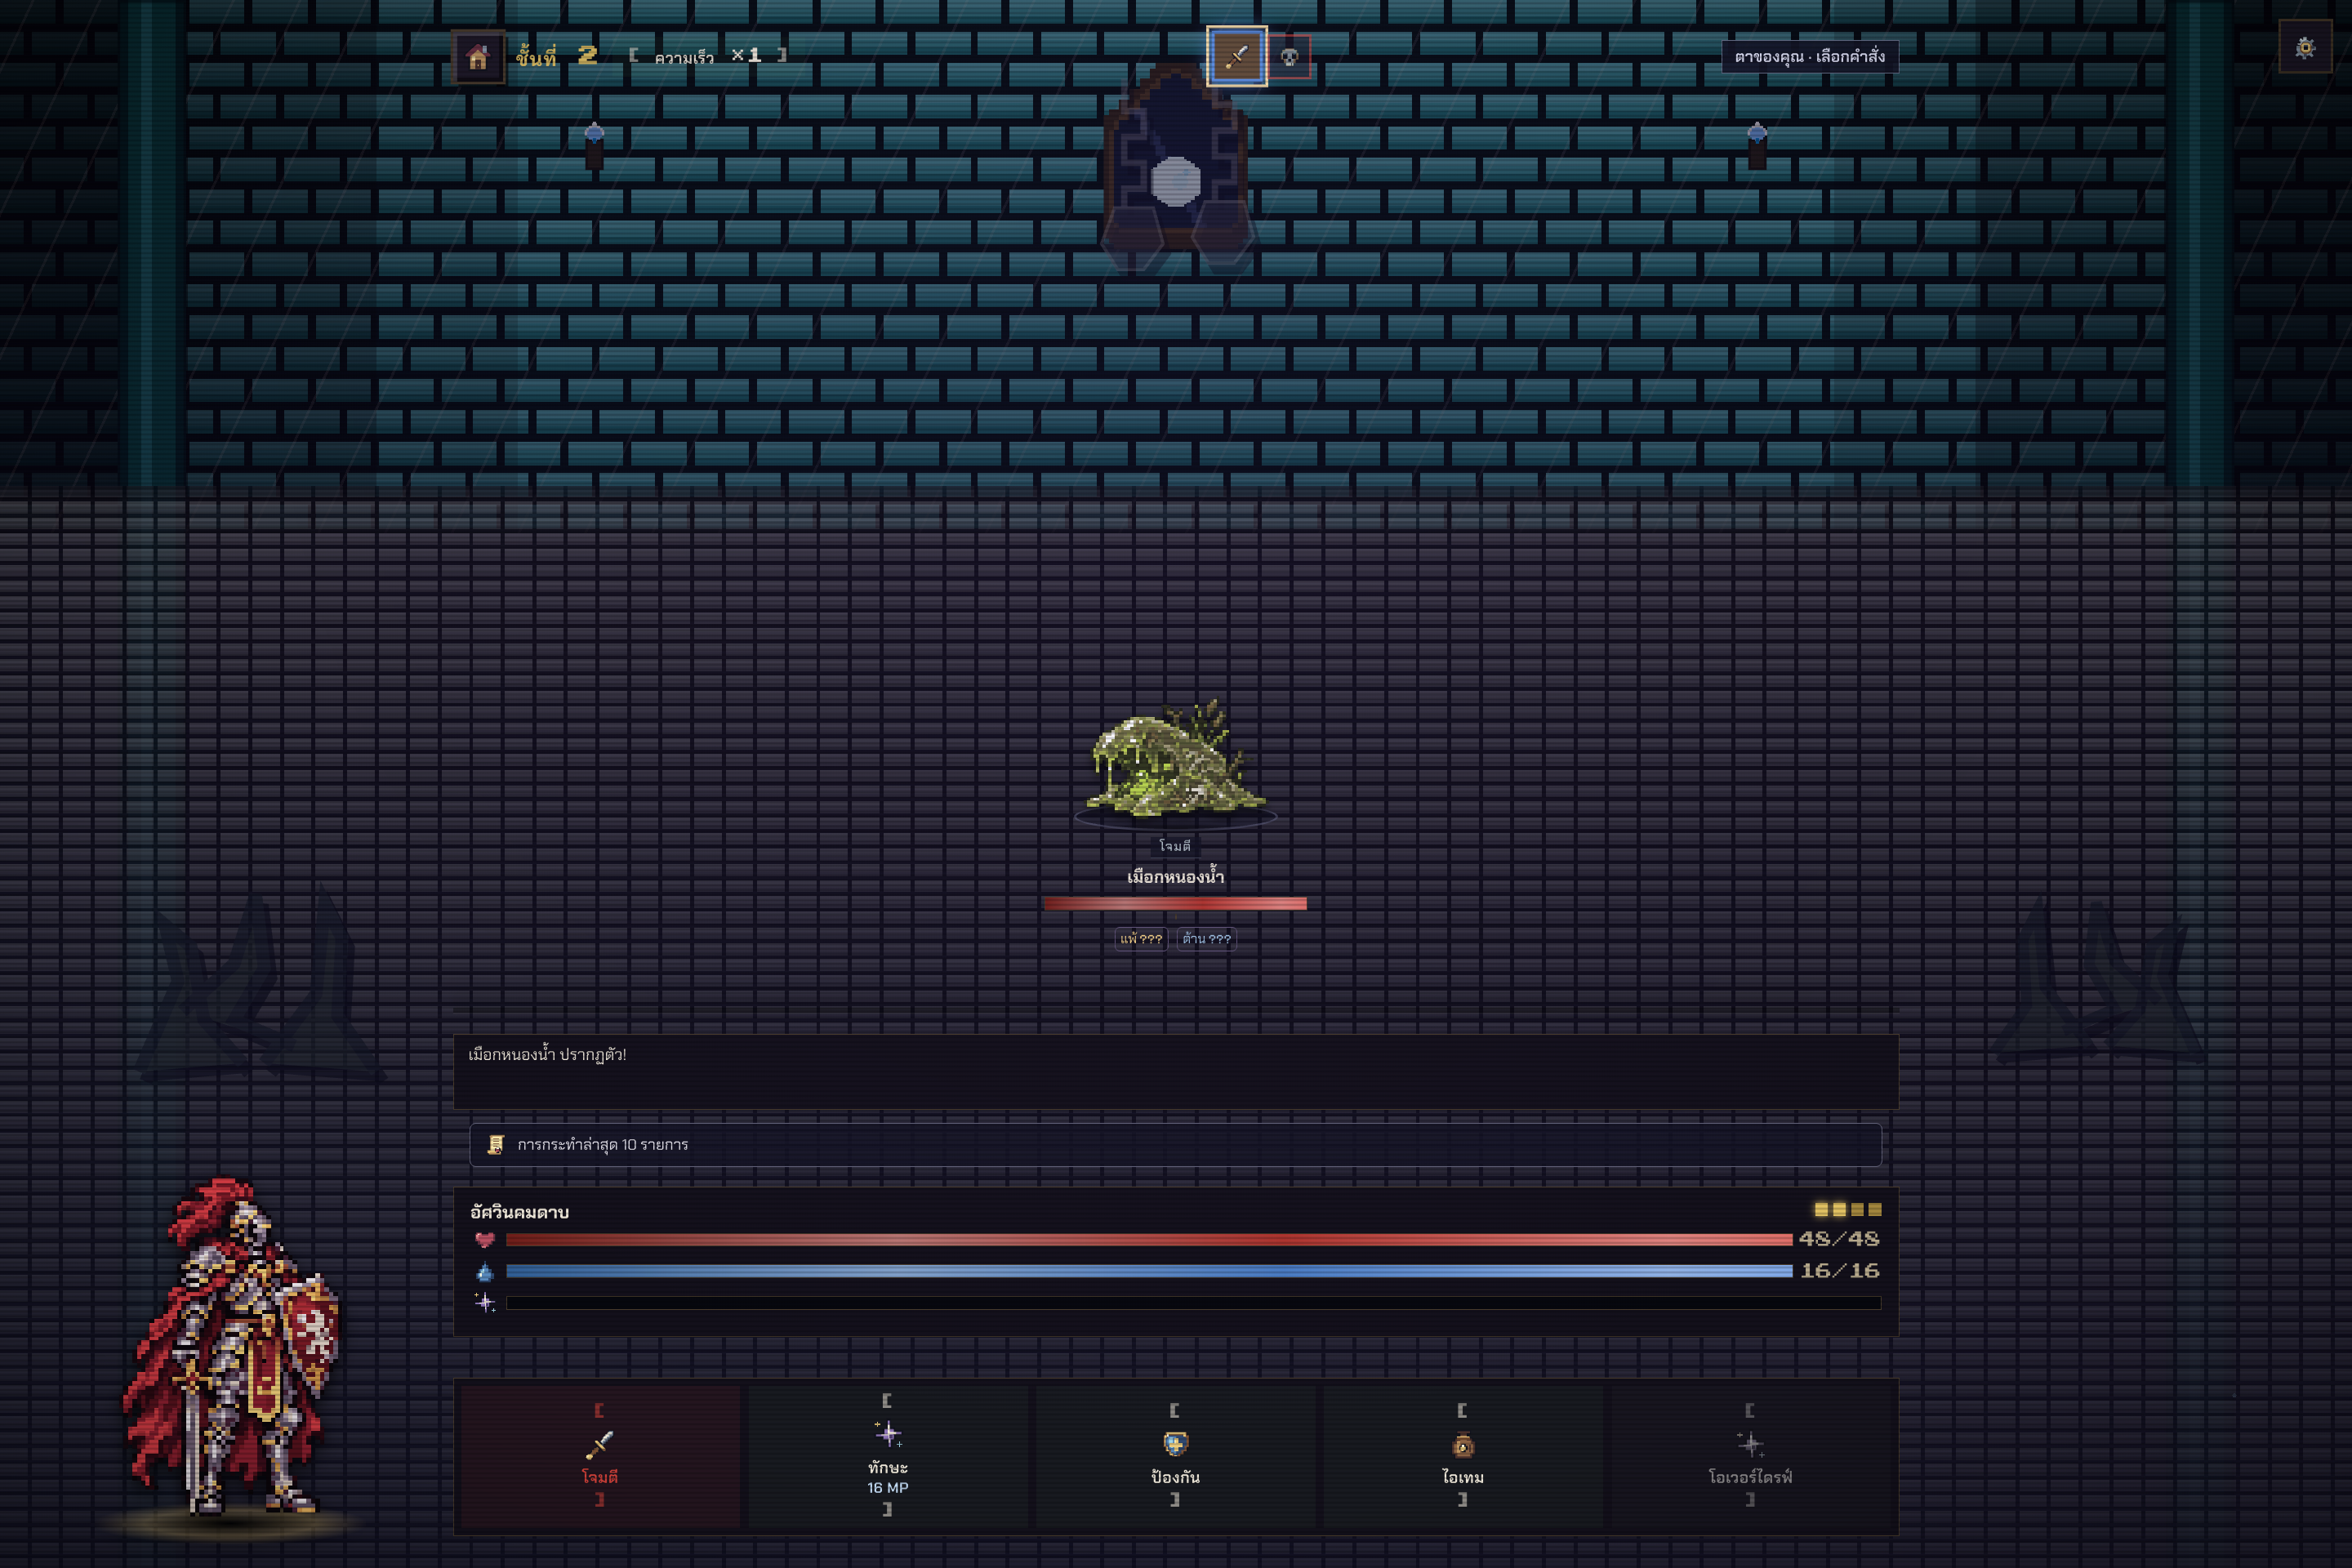 ชั้นที่ 2 [ ความเร็ว ×1 ]
ตาของคุณ · เลือกคำสั่ง
โจมตี
เมือกหนองน้ำ
แพ้ ??? ต้าน ???
เมือกหนองน้ำ ปรากฏตัว!
การกระทำล่าสุด 10 รายการ
อัศวินคมดาบ
48/48
16/16
[ โจมตี ]
[ ทักษะ 16 MP ]
[ ป้องกัน ]
[ ไอเทม ]
[ โอเวอร์ไดรฟ์ ]